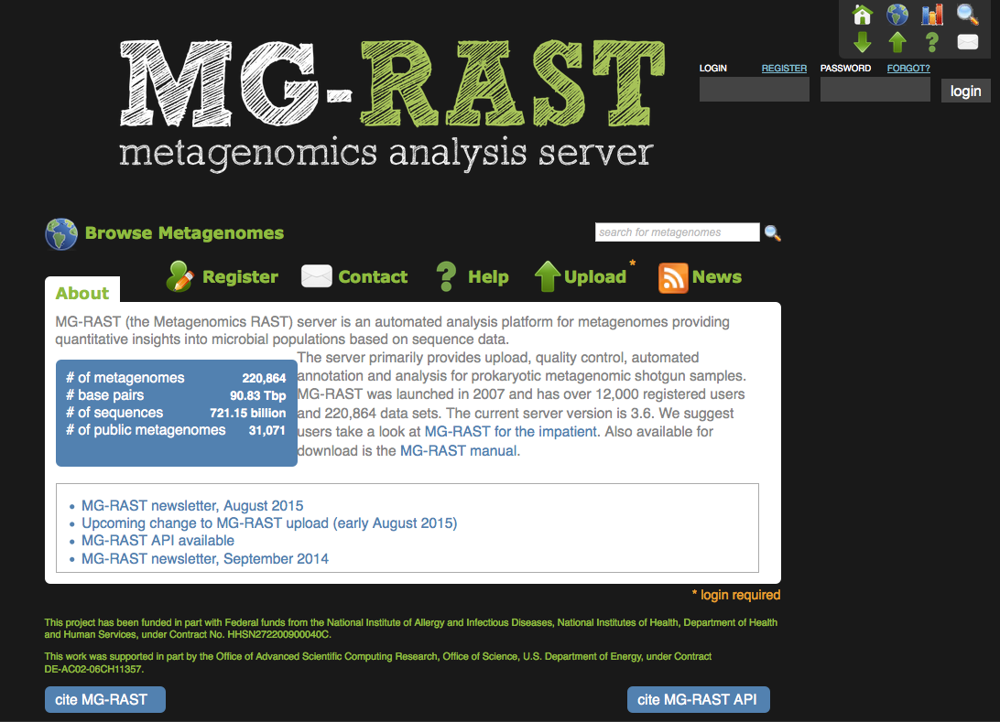 MG-RAST
metagenomics analysis server
LOGIN REGISTER PASSWORD FORGOT?
login
Browse Metagenomes
search for metagenomes
Register Contact Help Upload * News
About
MG-RAST (the Metagenomics RAST) server is an automated analysis platform for metagenomes providing
quantitative insights into microbial populations based on sequence data.
# of metagenomes 220,864
# base pairs 90.83 Tbp
# of sequences 721.15 billion
# of public metagenomes 31,071
The server primarily provides upload, quality control, automated
annotation and analysis for prokaryotic metagenomic shotgun samples.
MG-RAST was launched in 2007 and has over 12,000 registered users
and 220,864 data sets. The current server version is 3.6. We suggest
users take a look at MG-RAST for the impatient. Also available for
download is the MG-RAST manual.
• MG-RAST newsletter, August 2015
• Upcoming change to MG-RAST upload (early August 2015)
• MG-RAST API available
• MG-RAST newsletter, September 2014
* login required
This project has been funded in part with Federal funds from the National Institute of Allergy and Infectious Diseases, National Institutes of Health, Department of Health
and Human Services, under Contract No. HHSN272200900040C.
This work was supported in part by the Office of Advanced Scientific Computing Research, Office of Science, U.S. Department of Energy, under Contract
DE-AC02-06CH11357.
cite MG-RAST cite MG-RAST API